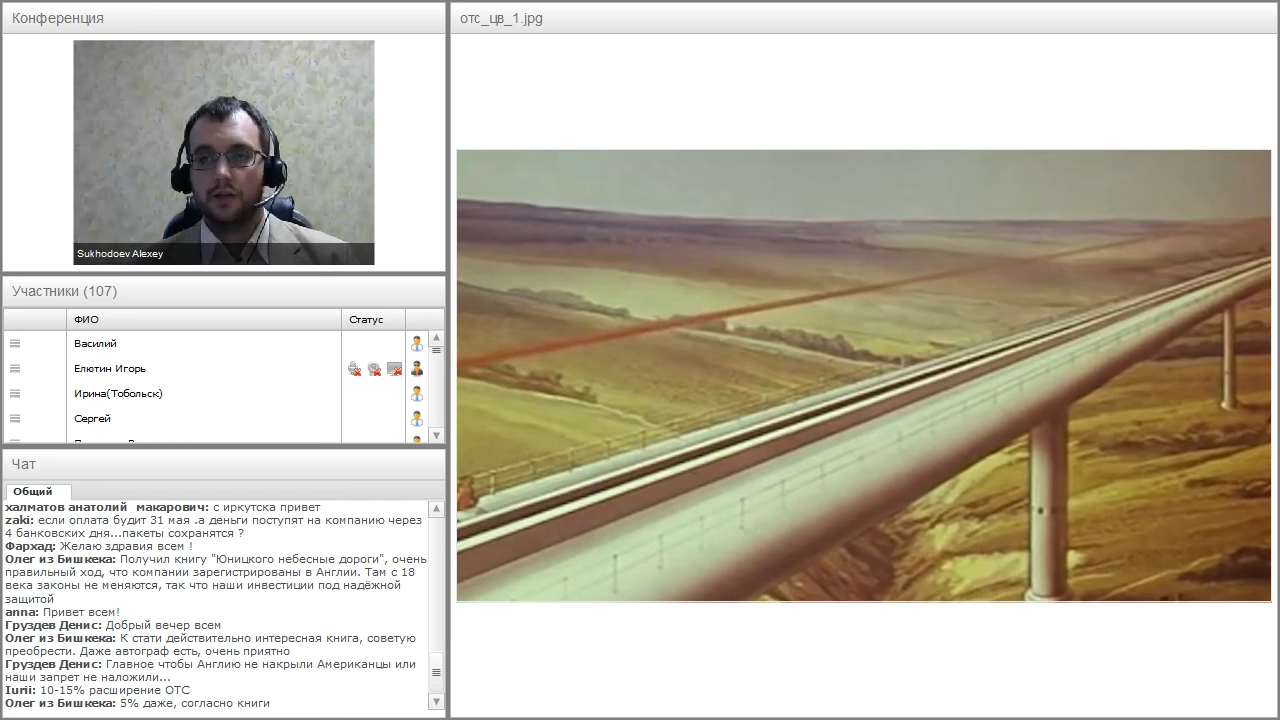 Конференция
Sukhodoev Alexey
Участники (107)
ФИО Статус
Василий
Елютин Игорь
Ирина(Тобольск)
Сергей
Чат
Общий
халматов анатолий макарович: с иркутска привет
zaki: если оплата будит 31 мая .а деньги поступят на компанию через
4 банковских дня...пакеты сохранятся ?
Фархад: Желаю здравия всем !
Олег из Бишкека: Получил книгу "Юницкого небесные дороги", очень
правильный ход, что компании зарегистрированы в Англии. Там с 18
века законы не меняются, так что наши инвестиции под надёжной
защитой
anna: Привет всем!
Груздев Денис: Добрый вечер всем
Олег из Бишкека: К стати действительно интересная книга, советую
преобрести. Даже автограф есть, очень приятно
Груздев Денис: Главное чтобы Англию не накрыли Американцы или
наши запрет не наложили...
Iurii: 10-15% расширение ОТС
Олег из Бишкека: 5% даже, согласно книги
отс_цв_1.jpg